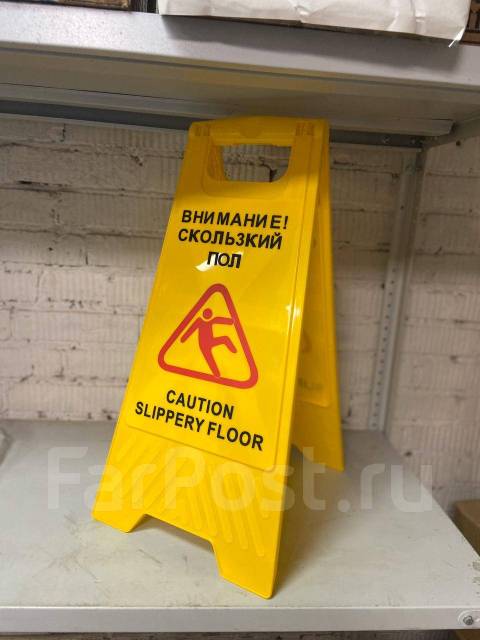 ВНИМАНИЕ!
СКОЛЬЗКИЙ
ПОЛ
CAUTION
SLIPPERY FLOOR
FarPost.ru